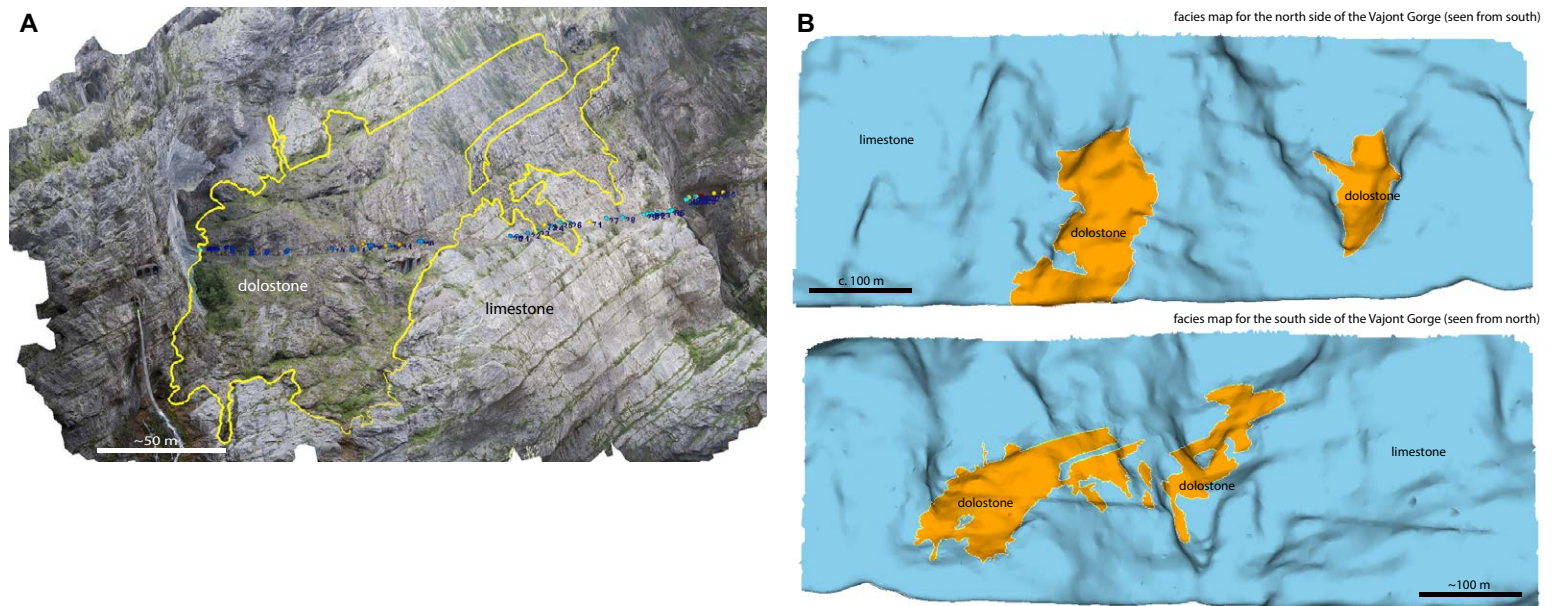 A
dolostone
limestone
~50 m
B
facies map for the north side of the Vajont Gorge (seen from south)
limestone
dolostone
dolostone
c. 100 m
facies map for the south side of the Vajont Gorge (seen from north)
limestone
dolostone
dolostone
~100 m